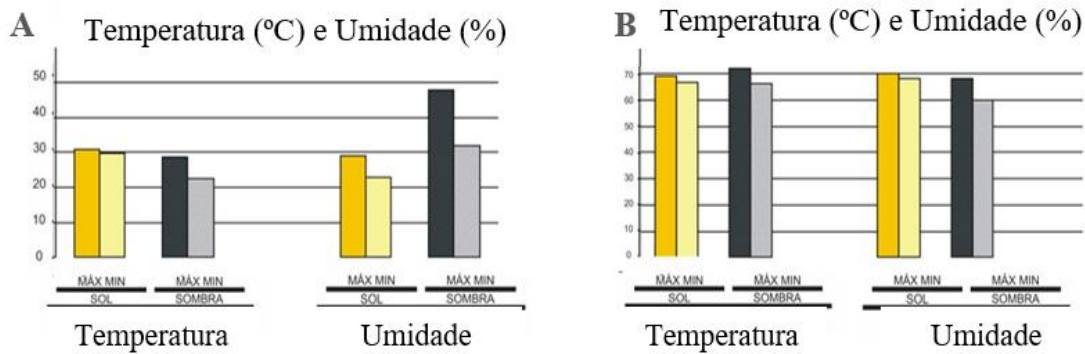 A Temperatura (ºC) e Umidade (%)
50
40
30
20
10
0
MÁX MIN MÁX MIN MÁX MIN MÁX MIN
SOL SOMBRA SOL SOMBRA
Temperatura Umidade
B Temperatura (ºC) e Umidade (%)
70
60
50
40
30
20
10
0
MÁX MIN MÁX MIN MÁX MIN MÁX MIN
SOL SOMBRA SOL SOMBRA
Temperatura Umidade